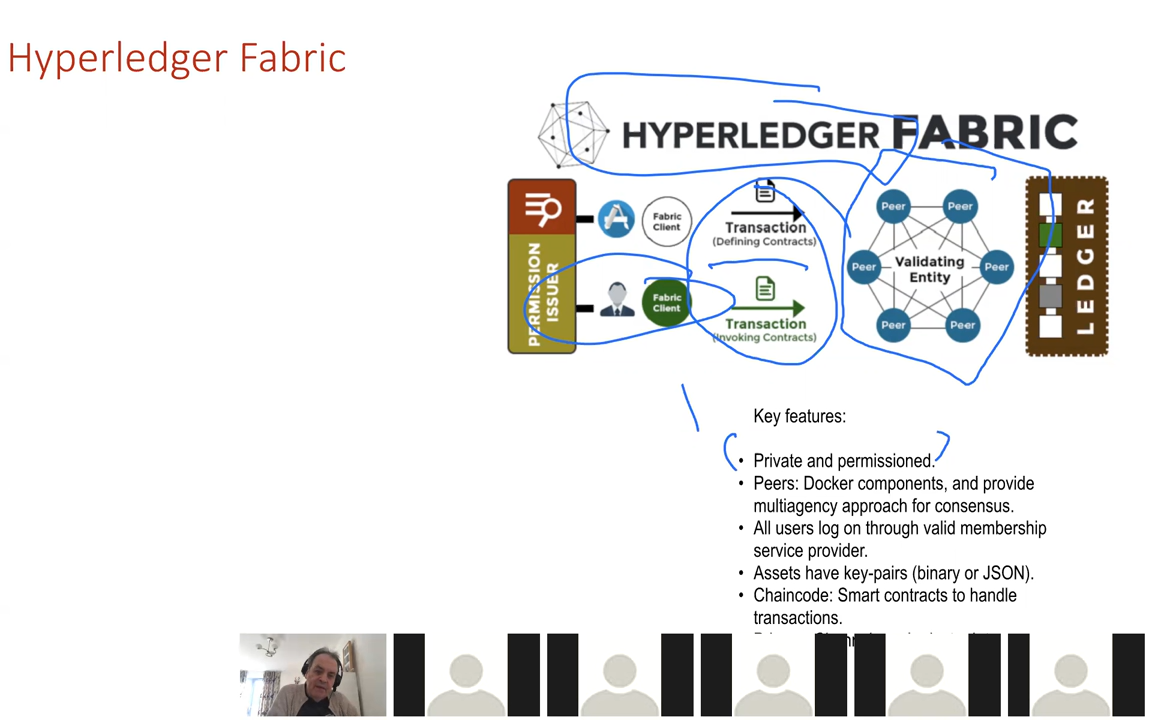 Hyperledger Fabric
HYPERLEDGER FABRIC
PERMISSION
ISSUER
Fabric
Client
Transaction
(Defining Contracts)
Fabric
Client
Transaction
(Invoking Contracts)
Peer
Peer
Peer
Validating
Entity
Peer
Peer
Peer
LEDGER
Key features:
• Private and permissioned.
• Peers: Docker components, and provide
multiagency approach for consensus.
• All users log on through valid membership
service provider.
• Assets have key-pairs (binary or JSON).
• Chaincode: Smart contracts to handle
transactions.